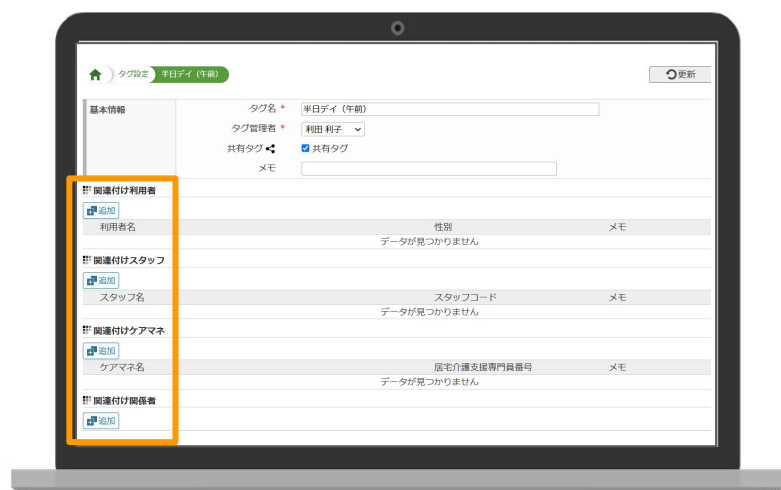 タグ設定 半日デイ（午前） 更新
基本情報 タグ名 * 半日デイ（午前）
タグ管理者 * 利田 利子
共有タグ 共有タグ
メモ
関連付け利用者
追加
利用者名 性別 メモ
データが見つかりません
関連付けスタッフ
追加
スタッフ名 スタッフコード メモ
データが見つかりません
関連付けケアマネ
追加
ケアマネ名 居宅介護支援専門員番号 メモ
データが見つかりません
関連付け関係者
追加